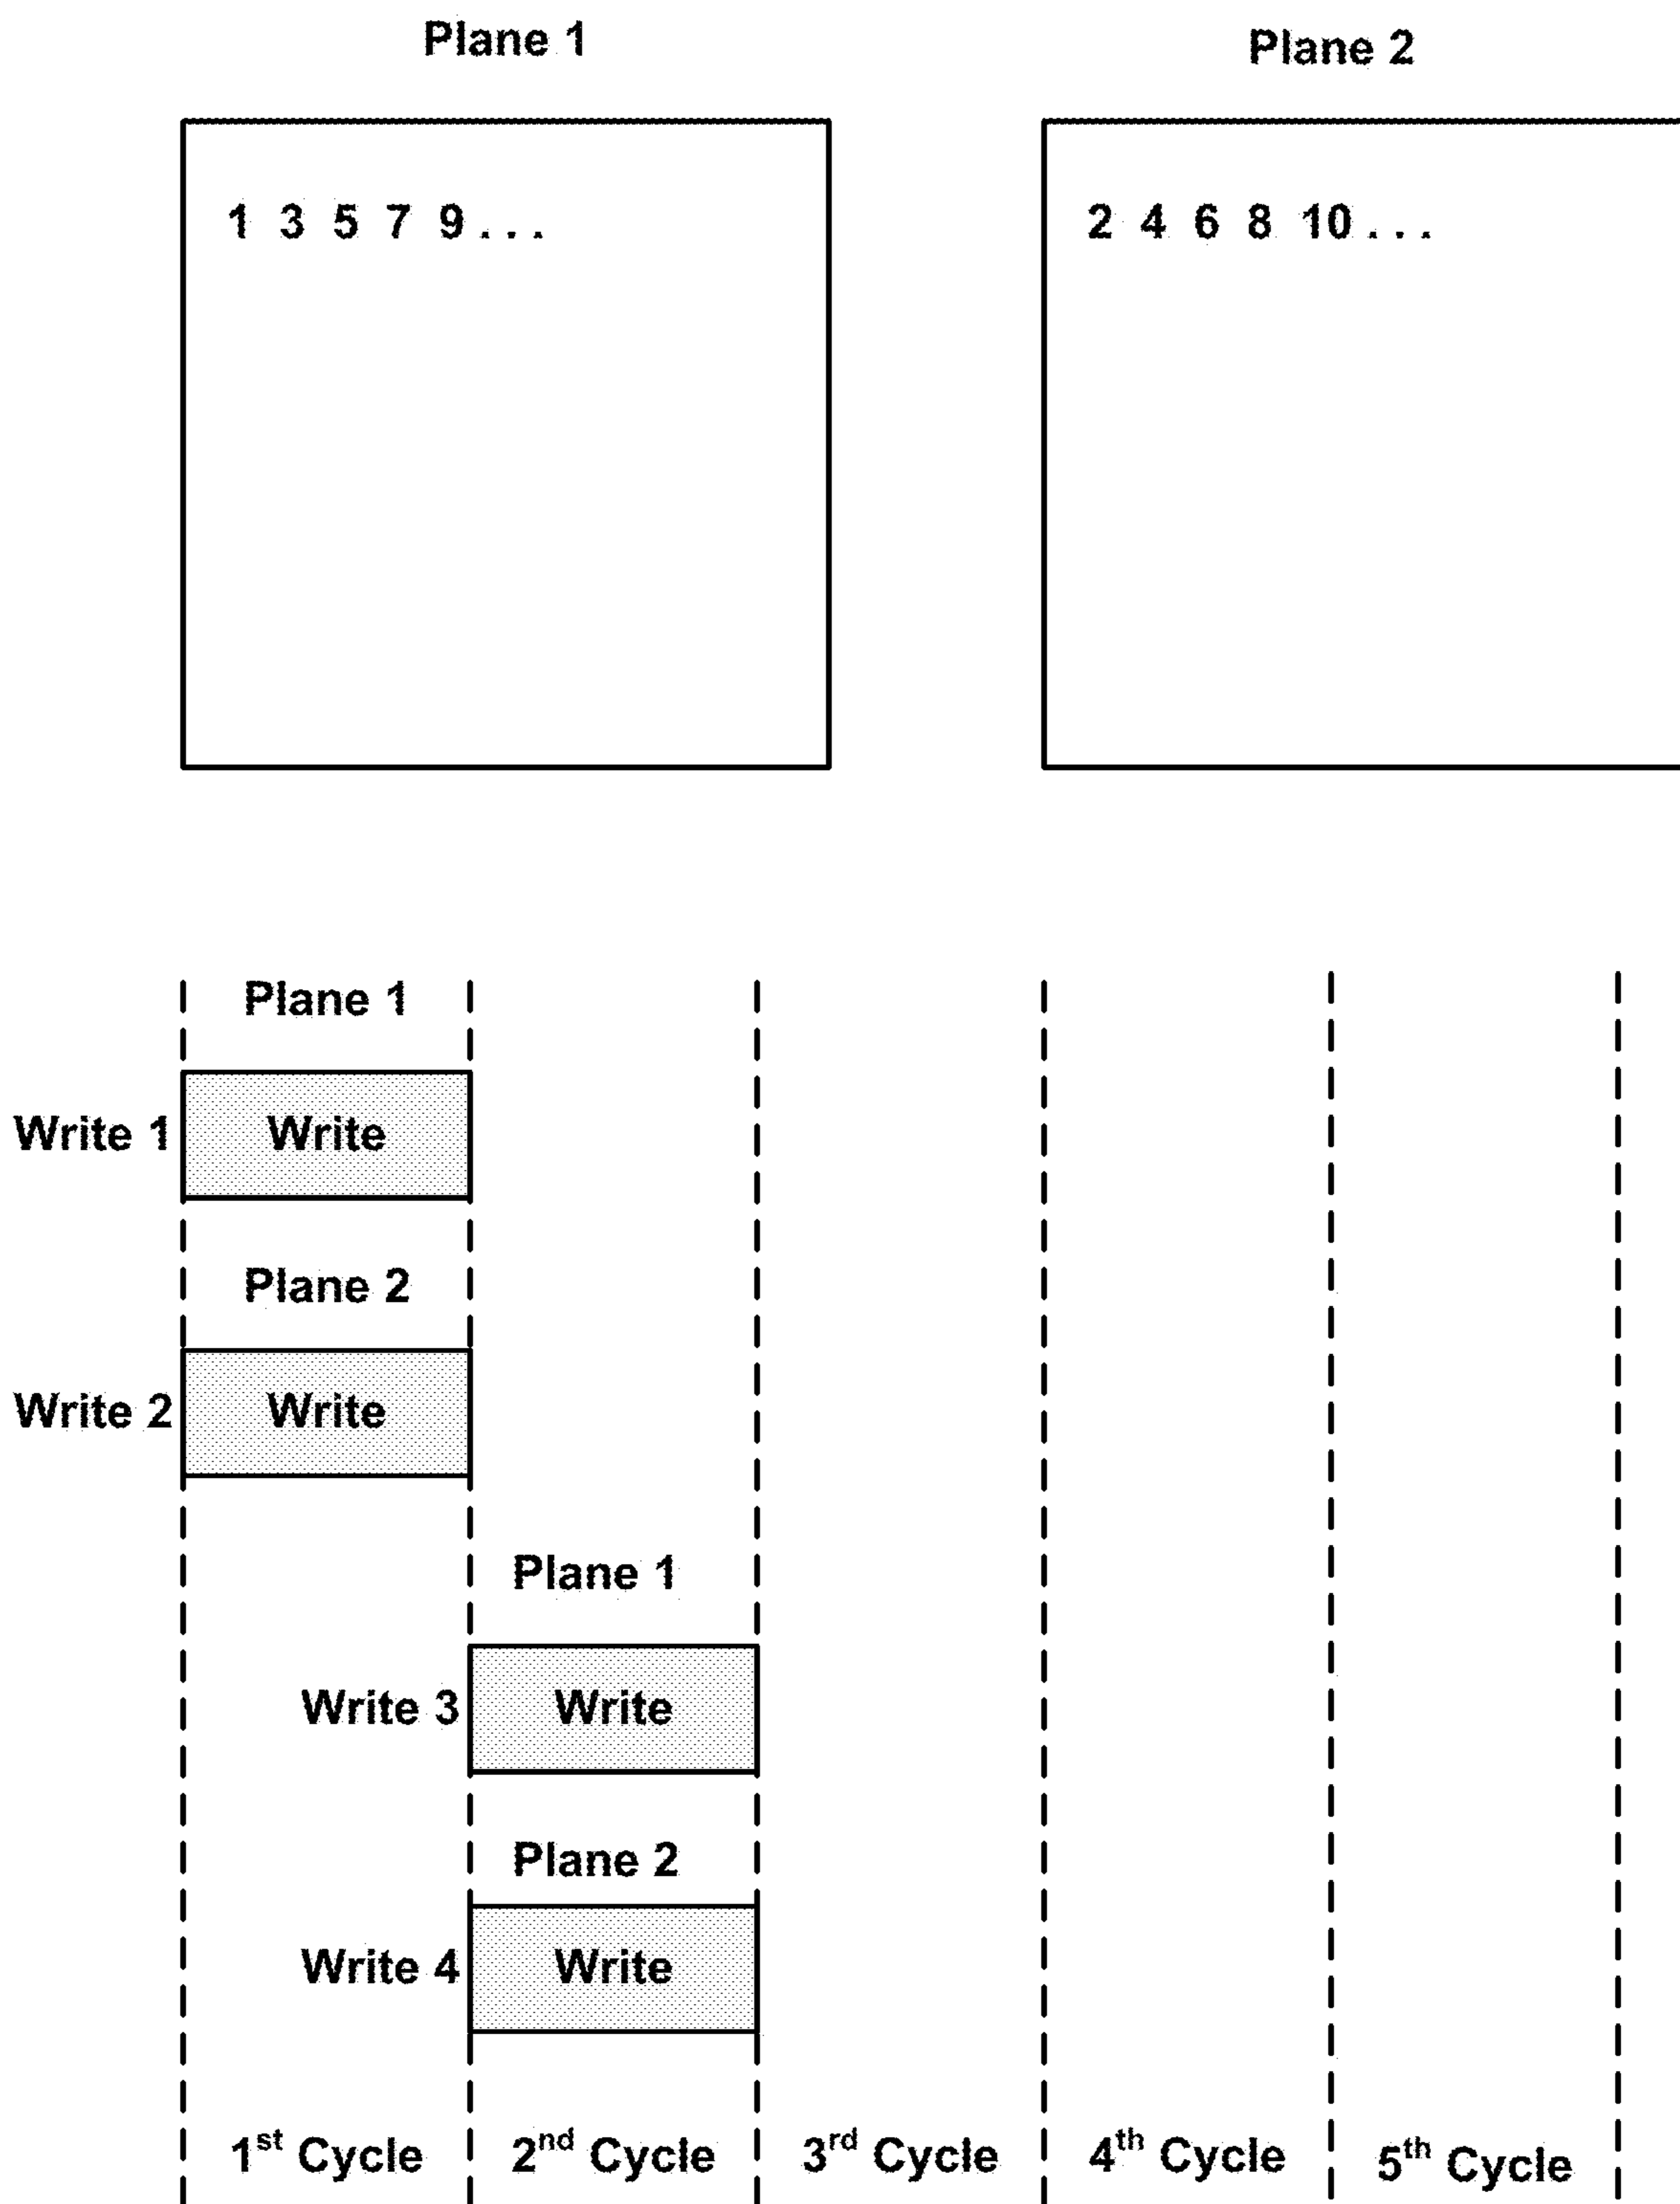 Plane 1
Plane 2
1 3 5 7 9 . . .
2 4 6 8 10 . . .
Plane 1
Write 1
Write
Plane 2
Write 2
Write
Plane 1
Write 3
Write
Plane 2
Write 4
Write
1st Cycle
2nd Cycle
3rd Cycle
4th Cycle
5th Cycle